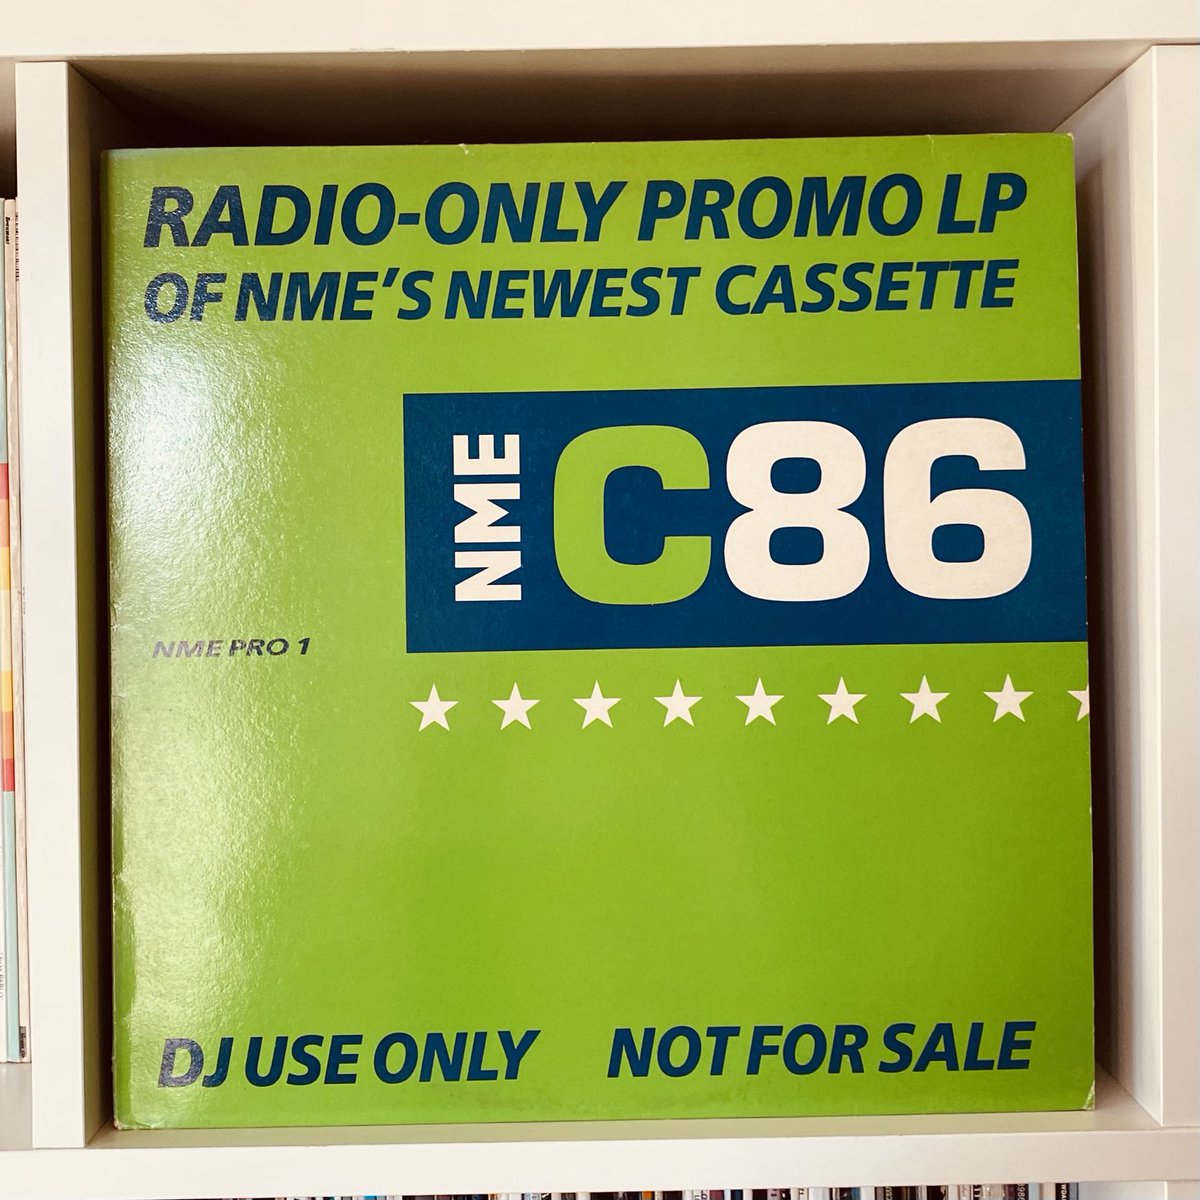 RADIO-ONLY PROMO LP
OF NME'S NEWEST CASSETTE
NME C86
NME PRO 1
DJ USE ONLY NOT FOR SALE